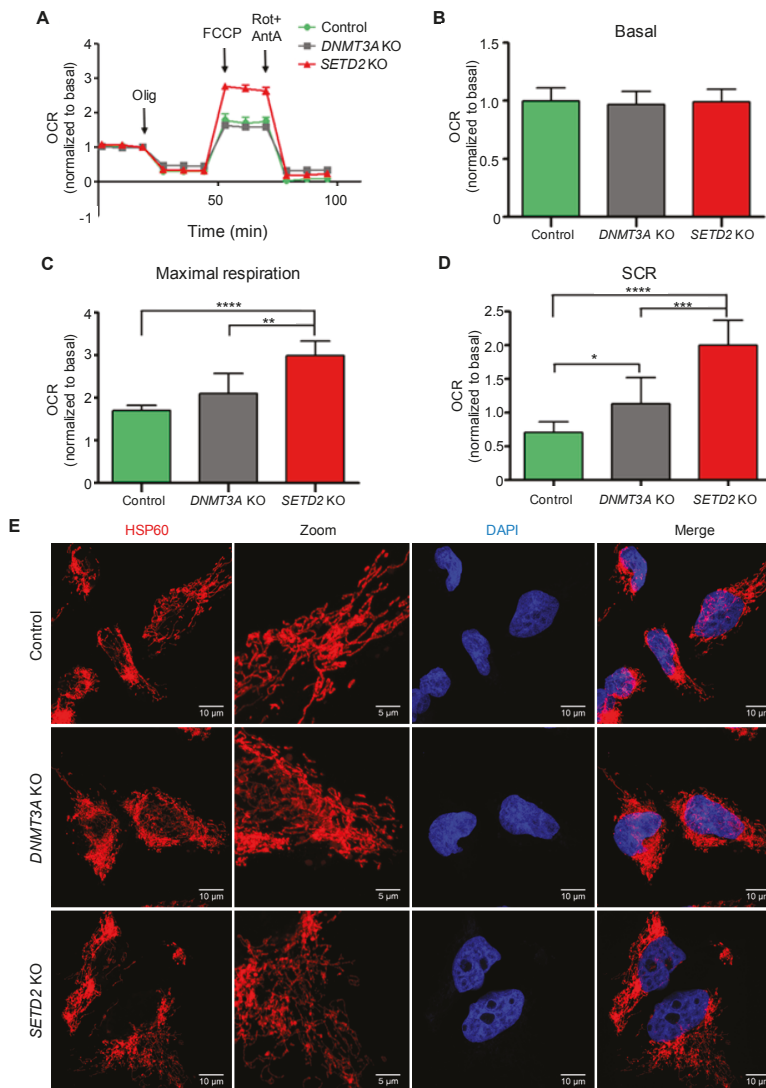 A
OCR
(normalized to basal)
4
3
2
1
0
-1
Olig
FCCP
Rot+
AntA
50
100
Time (min)
Control
DNMT3A KO
SETD2 KO
B
Basal
OCR
(normalized to basal)
1.5
1.0
0.5
0
Control
DNMT3A KO
SETD2 KO
C
Maximal respiration
OCR
(normalized to basal)
4
3
2
1
0
****
**
Control
DNMT3A KO
SETD2 KO
D
SCR
OCR
(normalized to basal)
2.5
2.0
1.5
1.0
0.5
0
****
***
*
Control
DNMT3A KO
SETD2 KO
E
HSP60
Zoom
DAPI
Merge
Control
10 µm
5 µm
10 µm
10 µm
DNMT3A KO
10 µm
5 µm
10 µm
10 µm
SETD2 KO
10 µm
5 µm
10 µm
10 µm